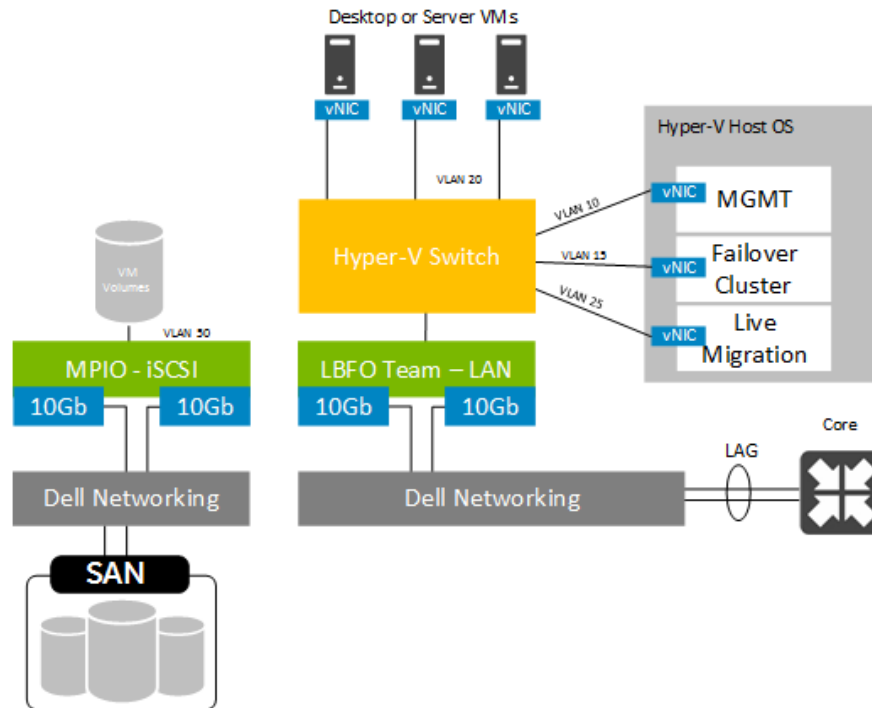 Desktop or Server VMs
vNIC
vNIC
vNIC
Hyper-V Host OS
VLAN 20
VLAN 10
vNIC
MGMT
Hyper-V Switch
VLAN 15
vNIC
Failover
Cluster
VLAN 25
vNIC
Live
Migration
VM
Volumes
VLAN 50
MPIO - iSCSI
10Gb
10Gb
LBFO Team – LAN
10Gb
10Gb
Core
LAG
Dell Networking
Dell Networking
SAN